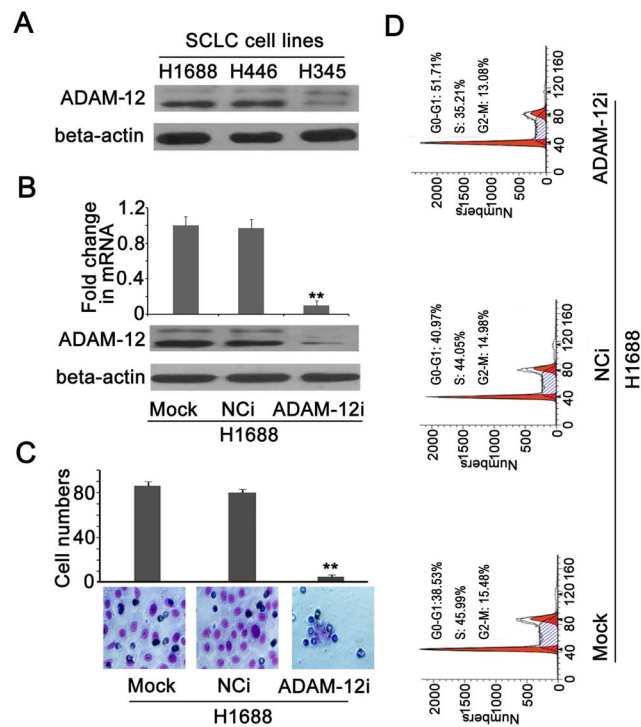 A
SCLC cell lines
H1688 H446 H345
ADAM-12
beta-actin
B
Fold change
in mRNA
1.2
0.8
0.4
0
**
ADAM-12
beta-actin
Mock NCi ADAM-12i
H1688
C
Cell numbers
80
40
0
**
Mock NCi ADAM-12i
H1688
D
G0-G1: 51.71%
S: 35.21%
G2-M: 13.08%
Numbers
2000
1500
1000
500
0
0 40 80 120 160
ADAM-12i
G0-G1: 40.97%
S: 44.05%
G2-M: 14.98%
Numbers
2000
1500
1000
500
0
0 40 80 120 160
NCi
G0-G1:38.53%
S: 45.99%
G2-M: 15.48%
Numbers
2000
1500
1000
500
0
0 40 80 120 160
Mock
H1688